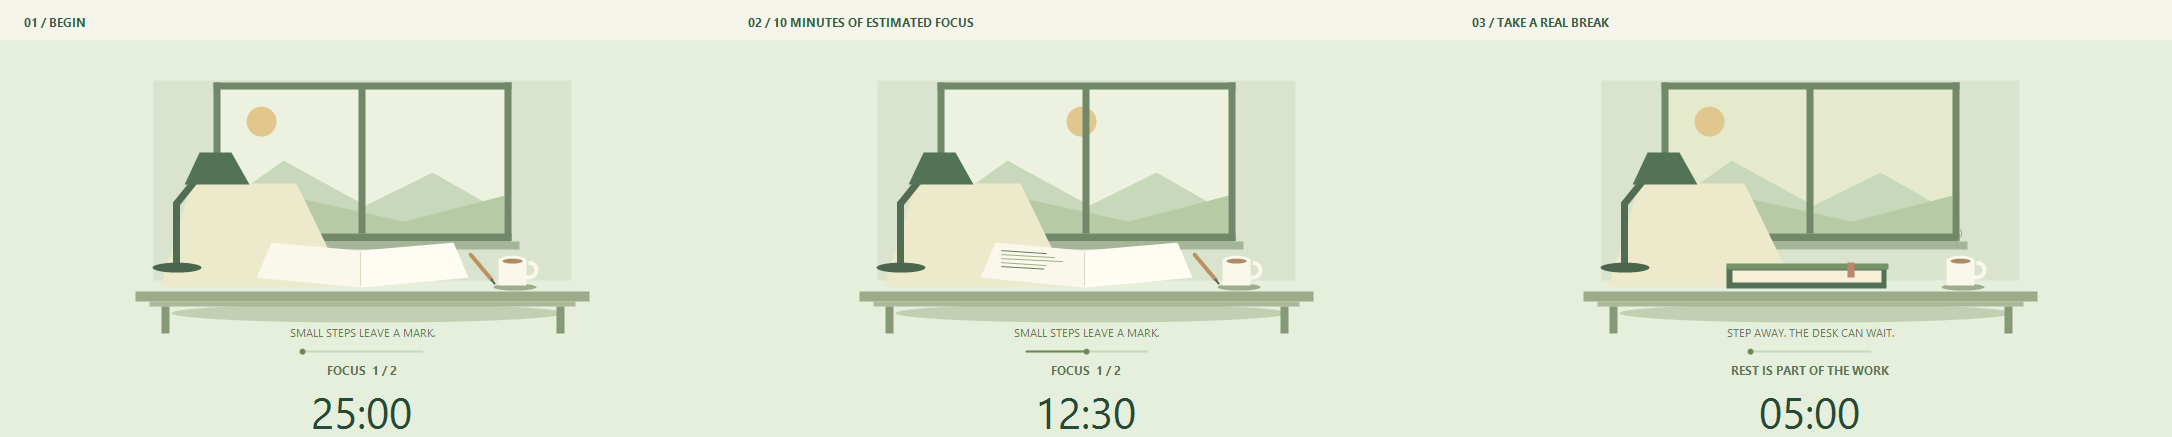 01 / BEGIN
SMALL STEPS LEAVE A MARK.
FOCUS 1 / 2
25:00
02 / 10 MINUTES OF ESTIMATED FOCUS
SMALL STEPS LEAVE A MARK.
FOCUS 1 / 2
12:30
03 / TAKE A REAL BREAK
STEP AWAY. THE DESK CAN WAIT.
REST IS PART OF THE WORK
05:00